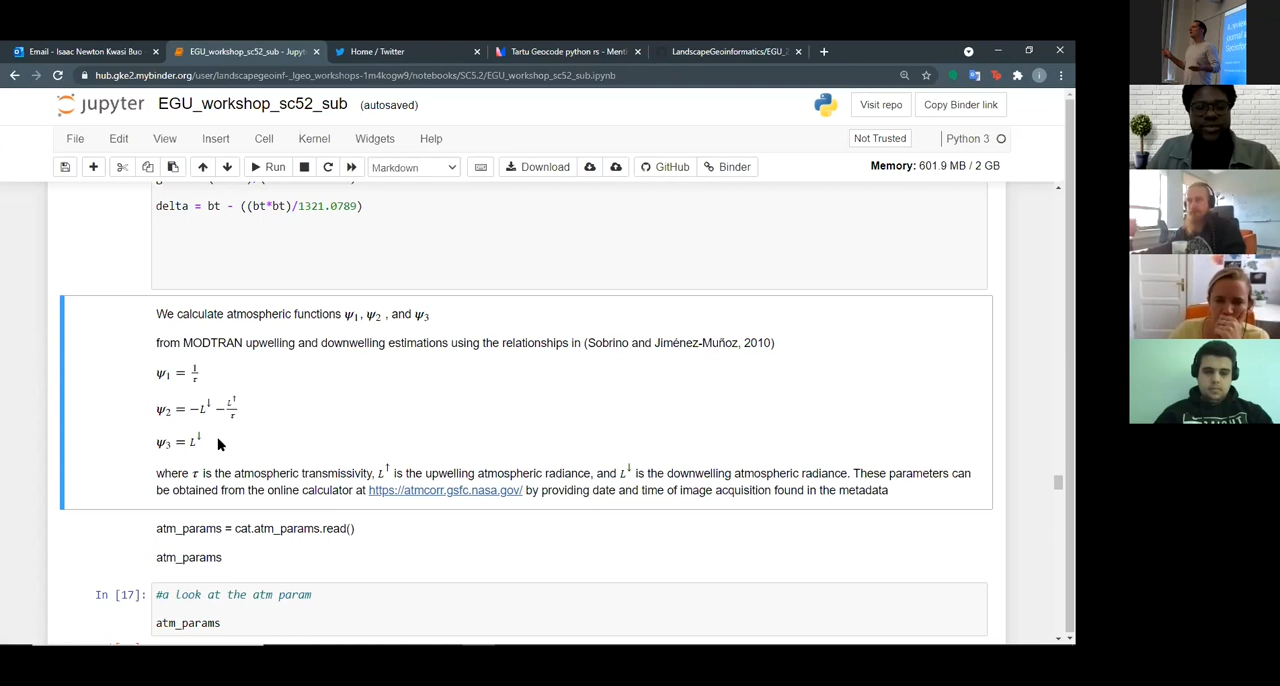 Email - Isaac Newton Kwasi Buo -
EGU_workshop_sc52_sub - Jupyt
Home / Twitter
Tartu Geocode python rs - Menti
LandscapeGeoinformatics/EGU_2
hub.gke2.mybinder.org/user/landscapegeoinf-_lgeo_workshops-1m4kogw9/notebooks/SC5.2/EGU_workshop_sc52_sub.ipynb
jupyter EGU_workshop_sc52_sub (autosaved)
Visit repo Copy Binder link
File Edit View Insert Cell Kernel Widgets Help
Not Trusted Python 3
Run Markdown Download GitHub Binder
Memory: 601.9 MB / 2 GB
delta = bt - ((bt*bt)/1321.0789)
We calculate atmospheric functions ψ₁, ψ₂ , and ψ₃
from MODTRAN upwelling and downwelling estimations using the relationships in (Sobrino and Jiménez-Muñoz, 2010)
ψ₁ = 1/τ
ψ₂ = −L↓ − L↑/τ
ψ₃ = L↓
where τ is the atmospheric transmissivity, L↑ is the upwelling atmospheric radiance, and L↓ is the downwelling atmospheric radiance. These parameters can
be obtained from the online calculator at https://atmcorr.gsfc.nasa.gov/ by providing date and time of image acquisition found in the metadata
atm_params = cat.atm_params.read()
atm_params
In [17]: #a look at the atm param
atm_params
A review